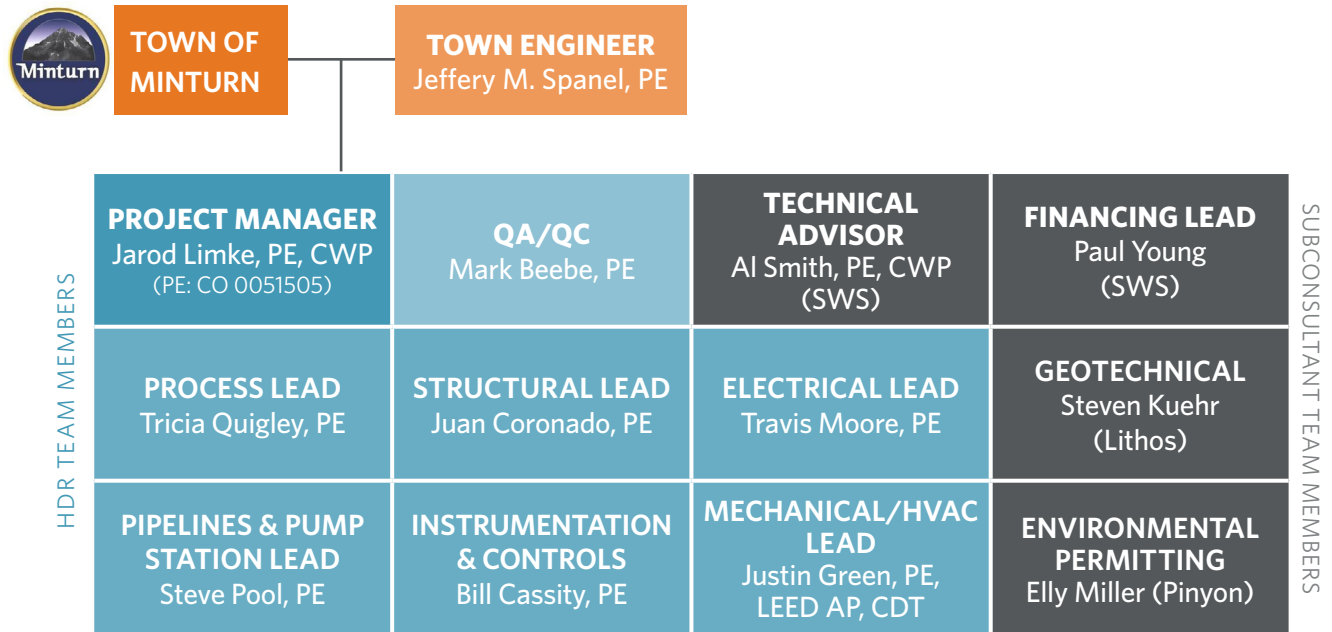 Minturn
TOWN OF
MINTURN
TOWN ENGINEER
Jeffery M. Spanel, PE
HDR TEAM MEMBERS
PROJECT MANAGER
Jarod Limke, PE, CWP
(PE: CO 0051505)
QA/QC
Mark Beebe, PE
TECHNICAL
ADVISOR
Al Smith, PE, CWP
(SWS)
FINANCING LEAD
Paul Young
(SWS)
PROCESS LEAD
Tricia Quigley, PE
STRUCTURAL LEAD
Juan Coronado, PE
ELECTRICAL LEAD
Travis Moore, PE
GEOTECHNICAL
Steven Kuehr
(Lithos)
PIPELINES & PUMP
STATION LEAD
Steve Pool, PE
INSTRUMENTATION
& CONTROLS
Bill Cassity, PE
MECHANICAL/HVAC
LEAD
Justin Green, PE,
LEED AP, CDT
ENVIRONMENTAL
PERMITTING
Elly Miller (Pinyon)
SUBCONSULTANT TEAM MEMBERS